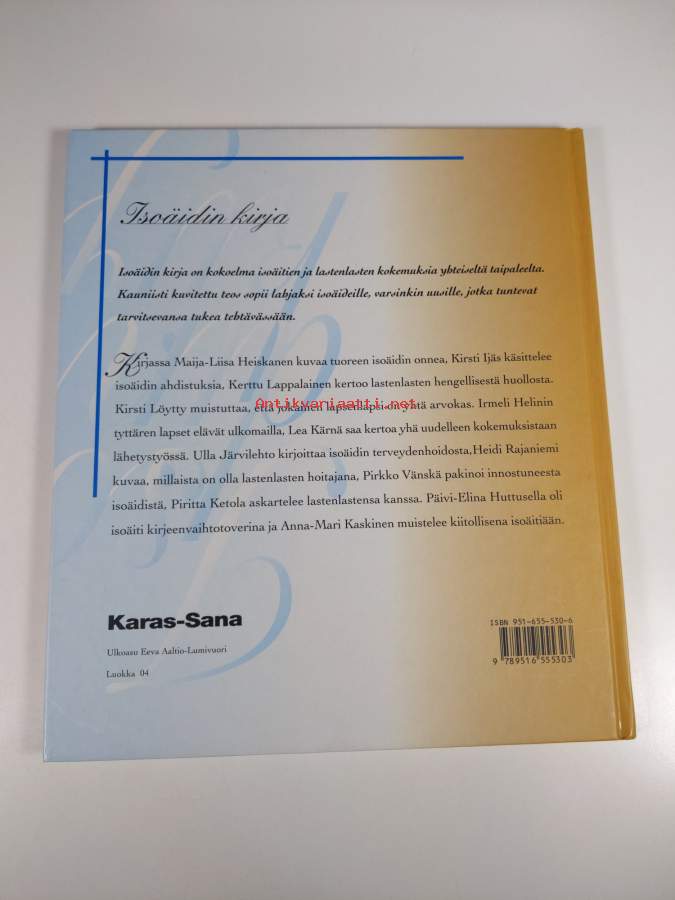 Isoäidin kirja
Isoäidin kirja on kokoelma isoäitien ja lastenlasten kokemuksia yhteiseltä taipaleelta.
Kauniisti kuvitettu teos sopii lahjaksi isoäideille, varsinkin uusille, jotka tuntevat
tarvitsevansa tukea tehtävässään.
Kirjassa Maija-Liisa Heiskanen kuvaa tuoreen isoäidin onnea, Kirsti Ijäs käsittelee
isoäidin ahdistuksia, Kerttu Lappalainen kertoo lastenlasten hengellisestä huollosta.
Antikvariaatti.net
Kirsti Löytty muistuttaa, että jokainen lapsenlapsi on yhtä arvokas. Irmeli Helinin
tyttären lapset elävät ulkomailla, Lea Kärnä saa kertoa yhä uudelleen kokemuksistaan
lähetystyössä. Ulla Järvilehto kirjoittaa isoäidin terveydenhoidosta,Heidi Rajaniemi
kuvaa, millaista on olla lastenlasten hoitajana, Pirkko Vänskä pakinoi innostuneesta
isoäidistä, Piritta Ketola askartelee lastenlastensa kanssa. Päivi-Elina Huttusella oli
isoäiti kirjeenvaihtotoverina ja Anna-Mari Kaskinen muistelee kiitollisena isoäitiään.
Karas-Sana
Ulkoasu Eeva Aaltio-Lumivuori
Luokka 04
ISBN 951-655-530-6
9 789516 555303